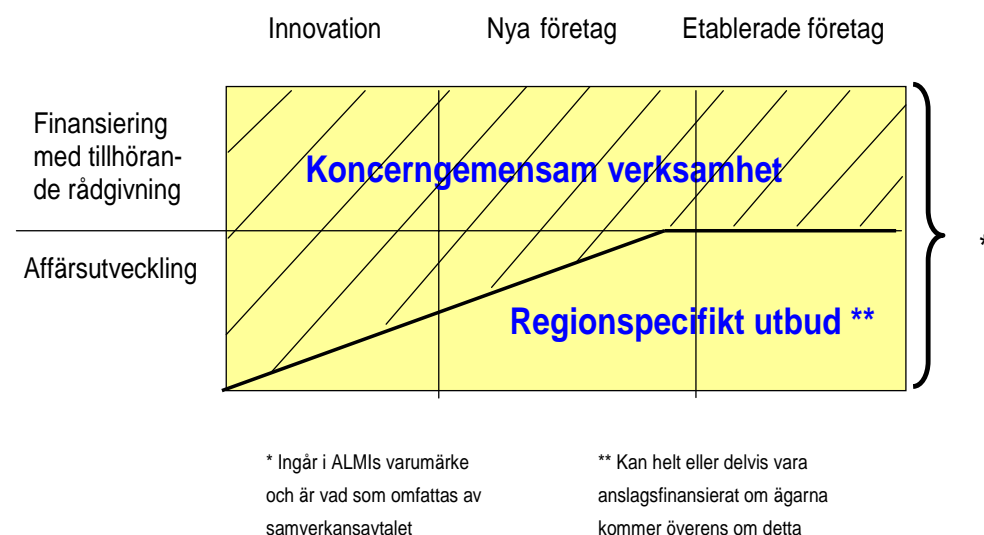 Innovation Nya företag Etablerade företag
Finansiering
med tillhöran-
de rådgivning
Koncerngemensam verksamhet
*
Affärsutveckling
Regionspecifikt utbud **
* Ingår i ALMIs varumärke
och är vad som omfattas av
samverkansavtalet
** Kan helt eller delvis vara
anslagsfinansierat om ägarna
kommer överens om detta